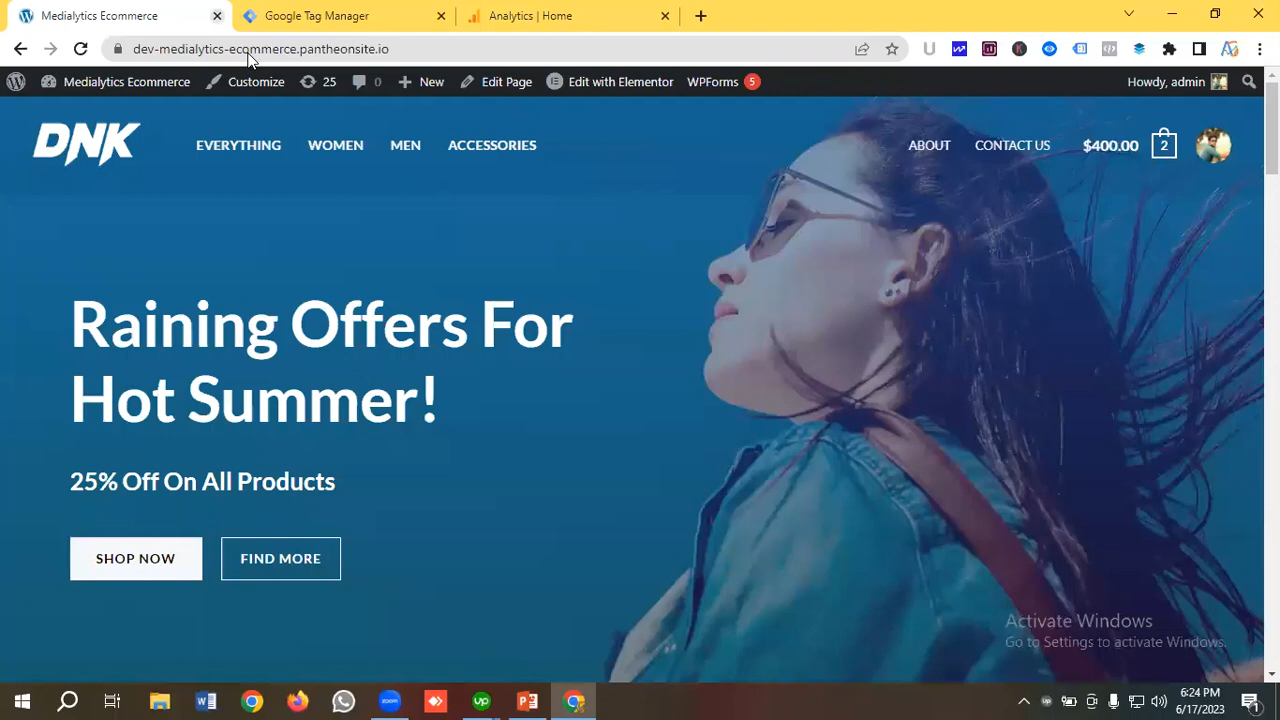 Medialytics Ecommerce
Google Tag Manager
Analytics | Home
dev-medialytics-ecommerce.pantheonsite.io
Medialytics Ecommerce
Customize
25
0
New
Edit Page
Edit with Elementor
WPForms 5
Howdy, admin
DNK
EVERYTHING
WOMEN
MEN
ACCESSORIES
ABOUT
CONTACT US
$400.00
2
Raining Offers For
Hot Summer!
25% Off On All Products
SHOP NOW
FIND MORE
Activate Windows
Go to Settings to activate Windows.
zoom
up
6:24 PM
6/17/2023
1